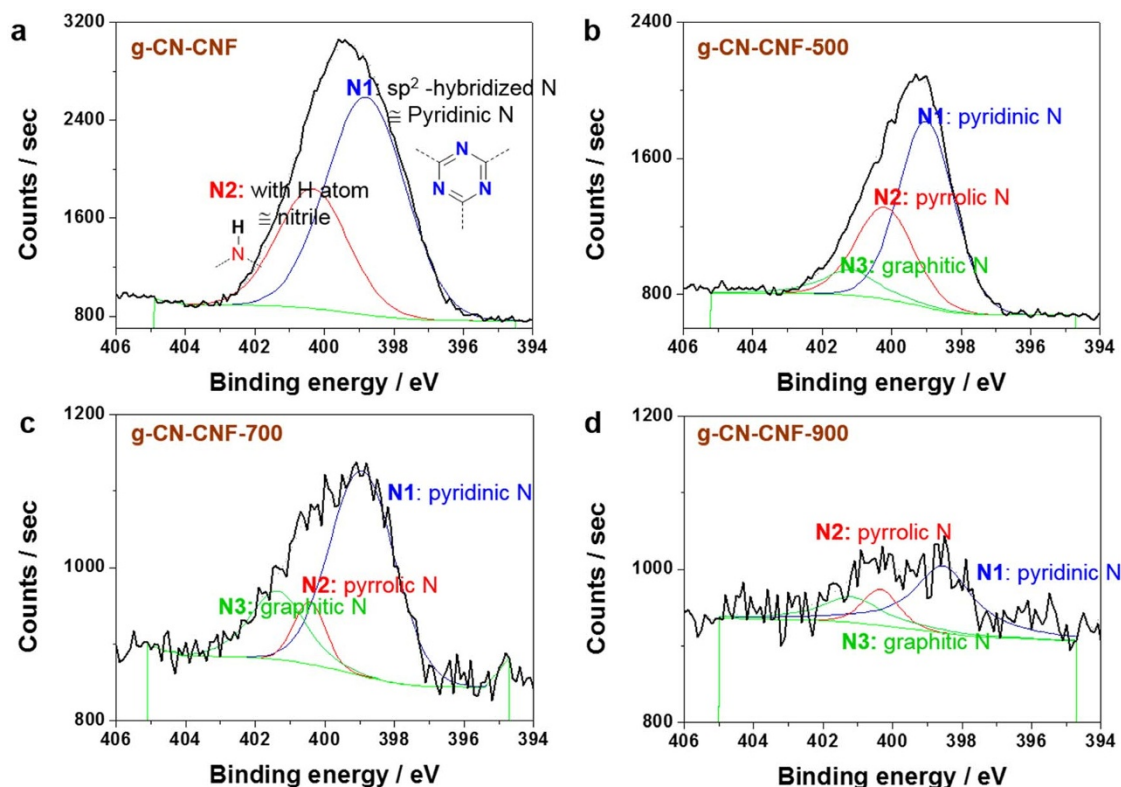 a
g-CN-CNF
3200
2400
1600
800
Counts / sec
N1: sp² -hybridized N
≅ Pyridinic N
N2: with H atom
≅ nitrile
H
N
N
N
N
406 404 402 400 398 396 394
Binding energy / eV
b
g-CN-CNF-500
2400
1600
800
Counts / sec
N1: pyridinic N
N2: pyrrolic N
N3: graphitic N
406 404 402 400 398 396 394
Binding energy / eV
c
g-CN-CNF-700
1200
1000
800
Counts / sec
N1: pyridinic N
N2: pyrrolic N
N3: graphitic N
406 404 402 400 398 396 394
Binding energy / eV
d
g-CN-CNF-900
1200
1000
800
Counts / sec
N2: pyrrolic N
N1: pyridinic N
N3: graphitic N
406 404 402 400 398 396 394
Binding energy / eV